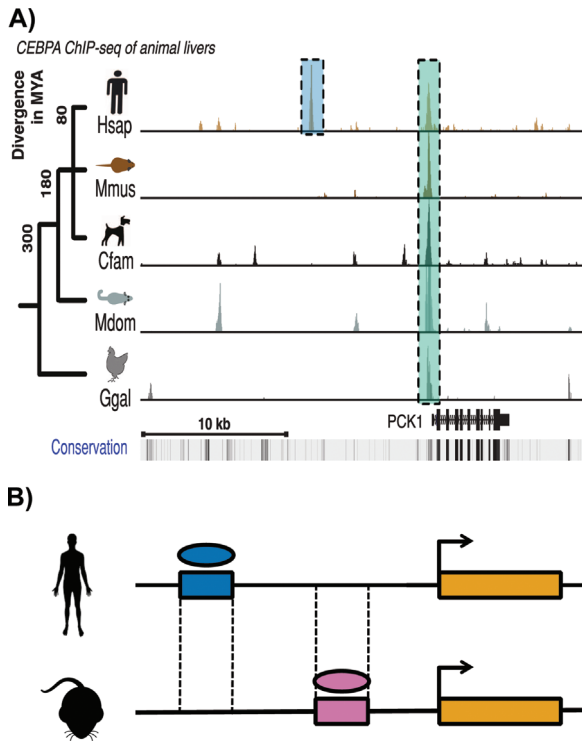 A)
CEBPA ChIP-seq of animal livers
Divergence
in MYA
80
180
300
Hsap
Mmus
Cfam
Mdom
Ggal
PCK1
10 kb
Conservation
B)